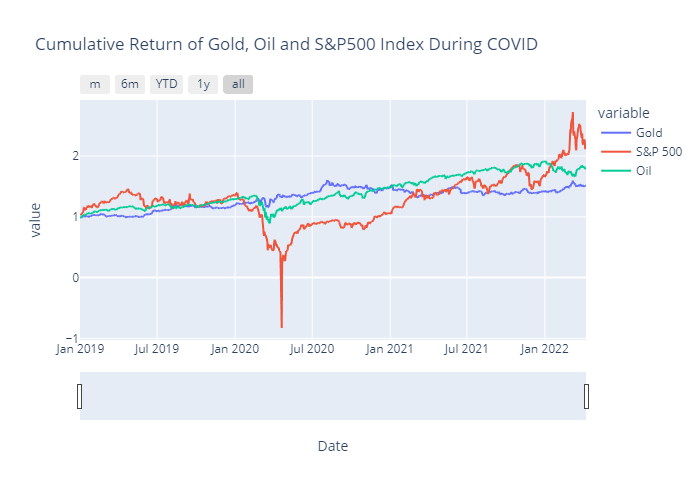 Cumulative Return of Gold, Oil and S&P500 Index During COVID
m 6m YTD 1y all
variable
Gold
S&P 500
Oil
value
2
1
0
−1
Jan 2019 Jul 2019 Jan 2020 Jul 2020 Jan 2021 Jul 2021 Jan 2022
Date